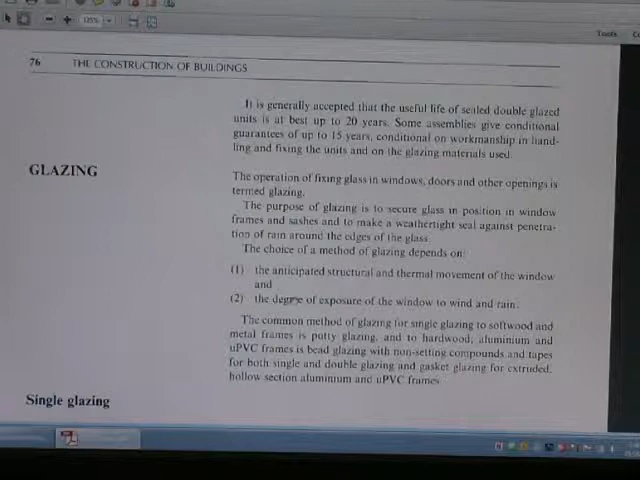 125%
Tools
76 THE CONSTRUCTION OF BUILDINGS
It is generally accepted that the useful life of sealed double glazed
units is at best up to 20 years. Some assemblies give conditional
guarantees of up to 15 years, conditional on workmanship in hand-
ling and fixing the units and on the glazing materials used.
GLAZING
The operation of fixing glass in windows, doors and other openings is
termed glazing.
The purpose of glazing is to secure glass in position in window
frames and sashes and to make a weathertight seal against penetra-
tion of rain around the edges of the glass.
The choice of a method of glazing depends on:
(1) the anticipated structural and thermal movement of the window
and
(2) the degree of exposure of the window to wind and rain.
The common method of glazing for single glazing to softwood and
metal frames is putty glazing, and to hardwood, aluminium and
uPVC frames is bead glazing with non-setting compounds and tapes
for both single and double glazing and gasket glazing for extruded,
hollow section aluminium and uPVC frames.
Single glazing